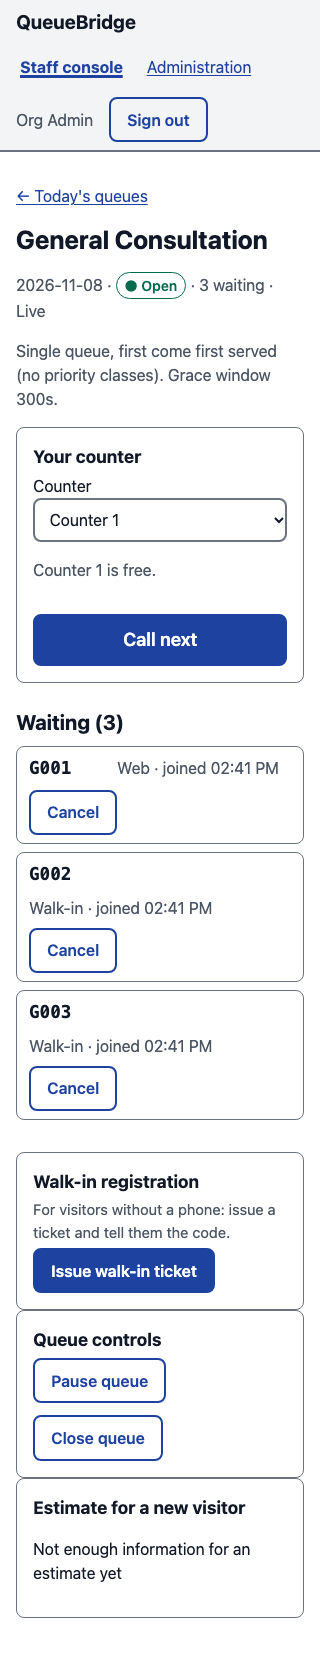 QueueBridge
Staff console Administration
Org Admin Sign out
← Today's queues
General Consultation
2026-11-08 · Open · 3 waiting ·
Live
Single queue, first come first served
(no priority classes). Grace window
300s.
Your counter
Counter
Counter 1
Counter 1 is free.
Call next
Waiting (3)
G001 Web · joined 02:41 PM
Cancel
G002
Walk-in · joined 02:41 PM
Cancel
G003
Walk-in · joined 02:41 PM
Cancel
Walk-in registration
For visitors without a phone: issue a
ticket and tell them the code.
Issue walk-in ticket
Queue controls
Pause queue
Close queue
Estimate for a new visitor
Not enough information for an
estimate yet